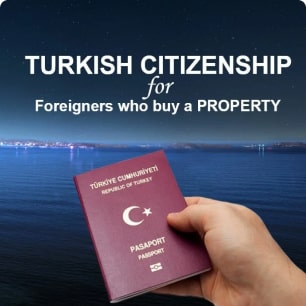 TURKISH CITIZENSHIP
for
Foreigners who buy a PROPERTY
TÜRKİYE CUMHURİYETİ
REPUBLIC OF TURKEY
PASAPORT
PASSPORT